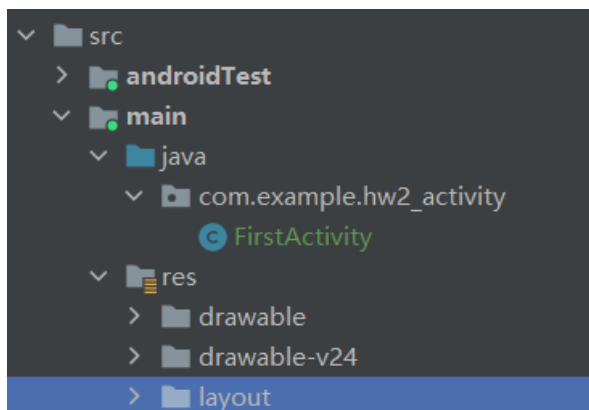 src
androidTest
main
java
com.example.hw2_activity
C FirstActivity
res
drawable
drawable-v24
layout